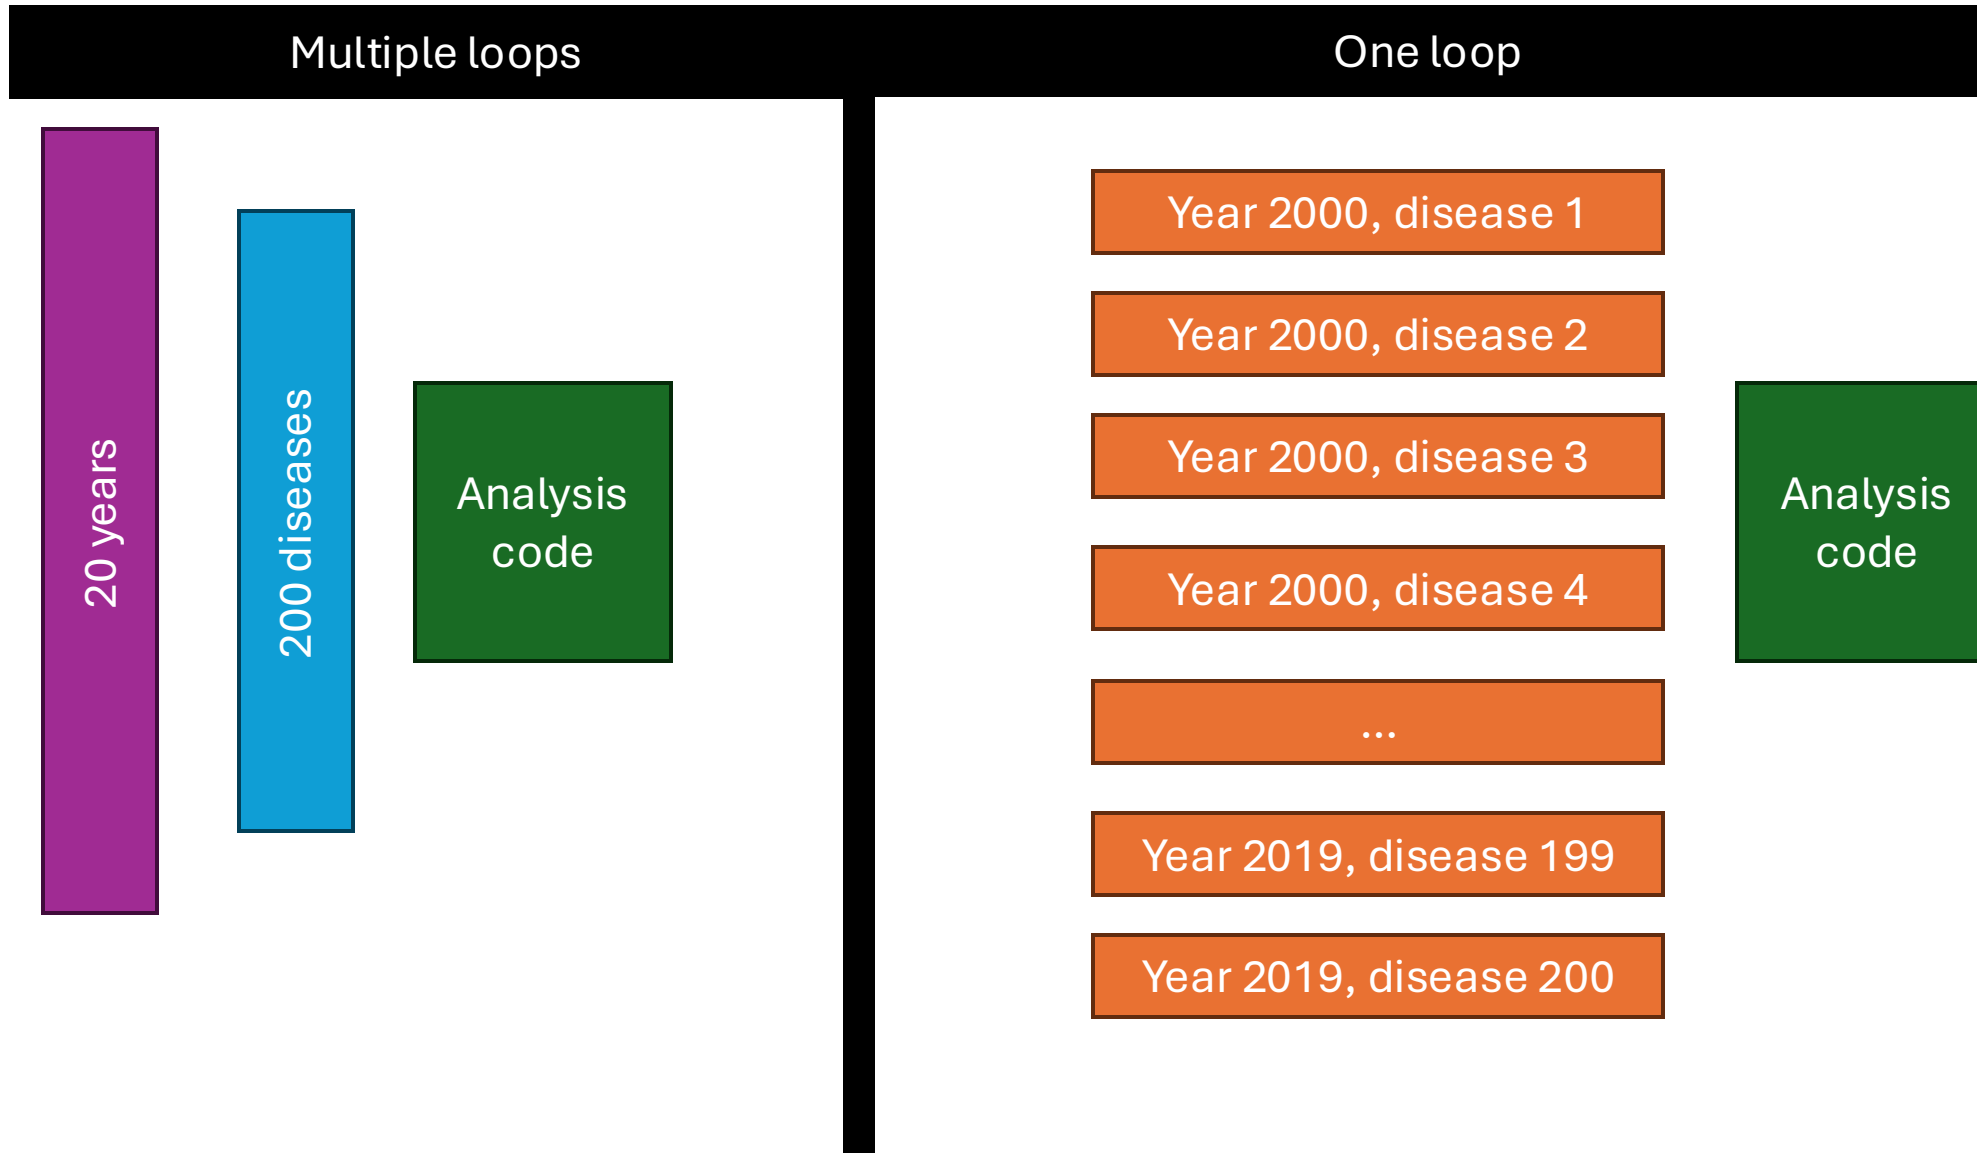 Multiple loops
One loop
20 years
200 diseases
Analysis
code
Year 2000, disease 1
Year 2000, disease 2
Year 2000, disease 3
Year 2000, disease 4
...
Year 2019, disease 199
Year 2019, disease 200
Analysis
code